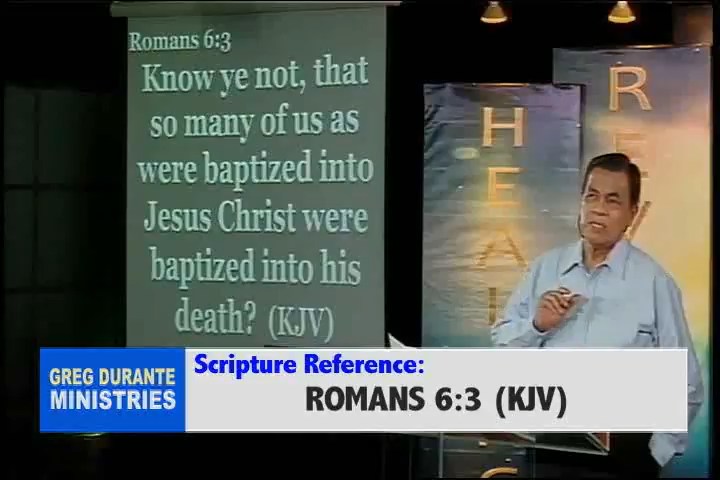 Romans 6:3
Know ye not, that
so many of us as
were baptized into
Jesus Christ were
baptized into his
death? (KJV)
H
E
A
R
E
GREG DURANTE
MINISTRIES
Scripture Reference:
ROMANS 6:3 (KJV)